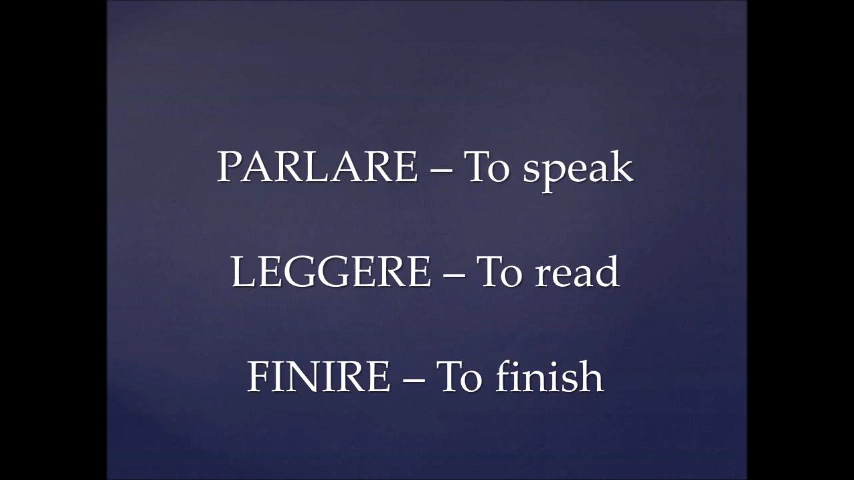 PARLARE – To speak
LEGGERE – To read
FINIRE – To finish